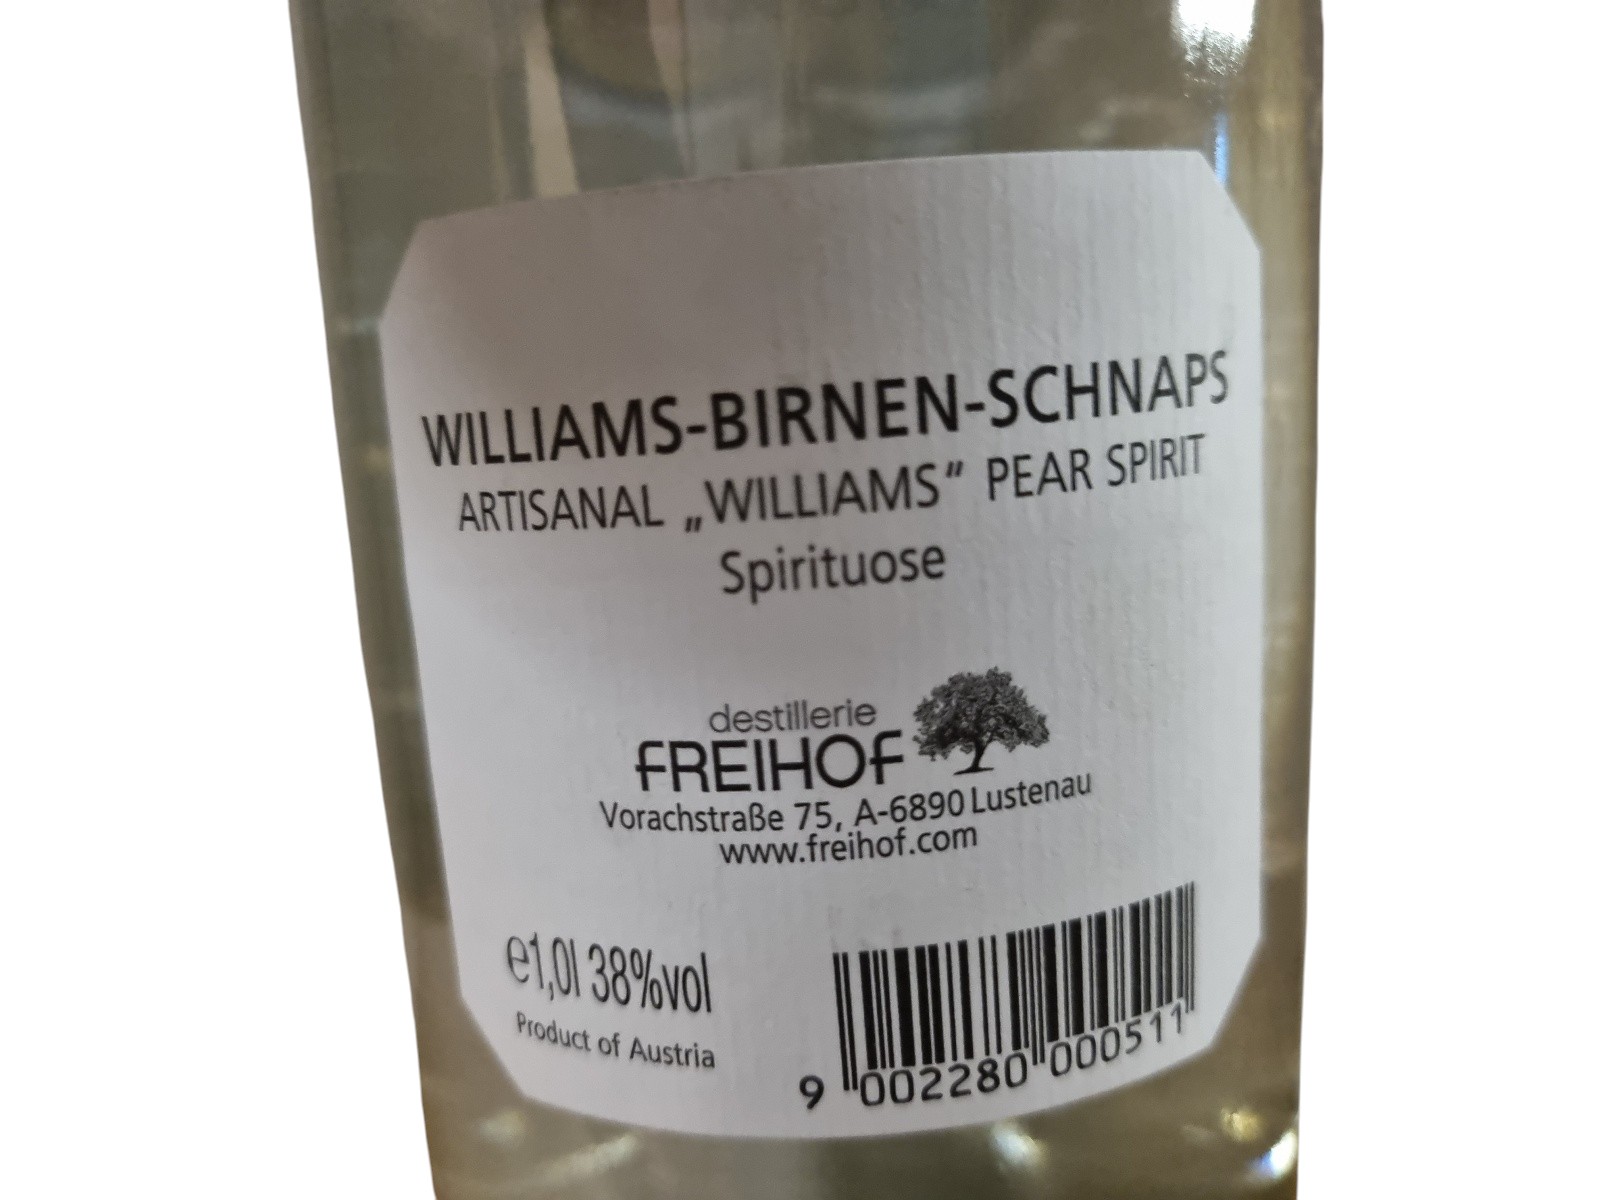 WILLIAMS-BIRNEN-SCHNAPS
ARTISANAL „WILLIAMS“ PEAR SPIRIT
Spirituose
destillerie
FREIHOF
Vorachstraße 75, A-6890 Lustenau
www.freihof.com
℮1,0l 38%vol
Product of Austria
9 002280 000511